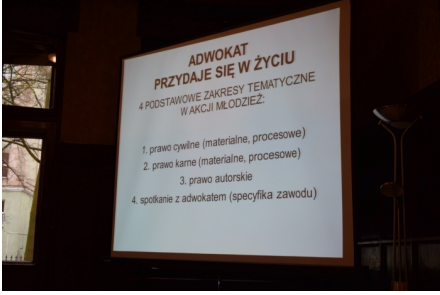 ADWOKAT
PRZYDAJE SIĘ W ŻYCIU
4 PODSTAWOWE ZAKRESY TEMATYCZNE
W AKCJI MŁODZIEŻ:
1. prawo cywilne (materialne, procesowe)
2. prawo karne (materialne, procesowe)
3. prawo autorskie
4. spotkanie z adwokatem (specyfika zawodu)